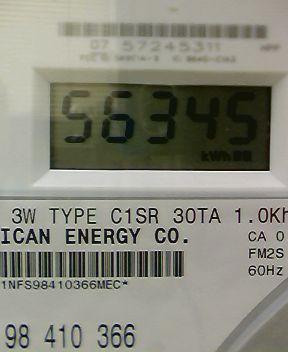 07 57245311
56345
kWh
3W TYPE C1SR 30TA 1.0Kh
ICAN ENERGY CO.
CA 0
FM2S
60Hz
1NFS98410366MEC*
98 410 366